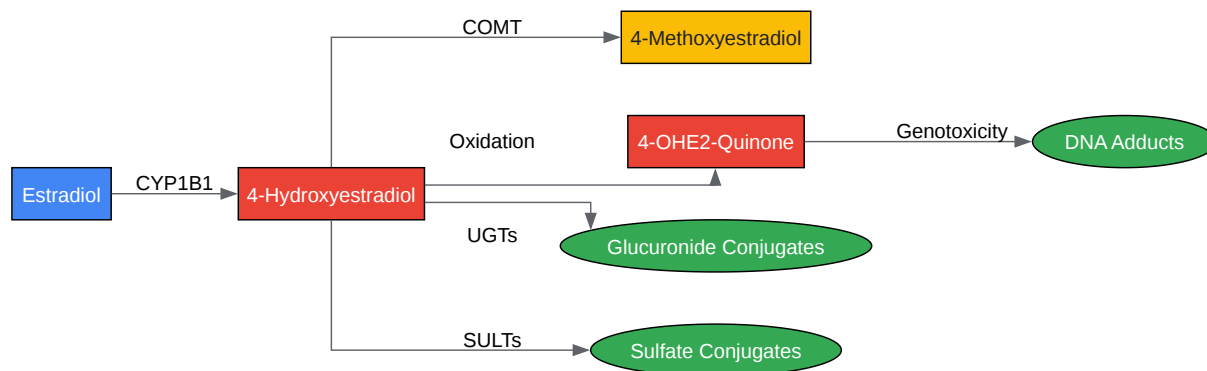 COMT
4-Methoxyestradiol
Oxidation
4-OHE2-Quinone
Genotoxicity
DNA Adducts
Estradiol
CYP1B1
4-Hydroxyestradiol
UGTs
Glucuronide Conjugates
SULTs
Sulfate Conjugates